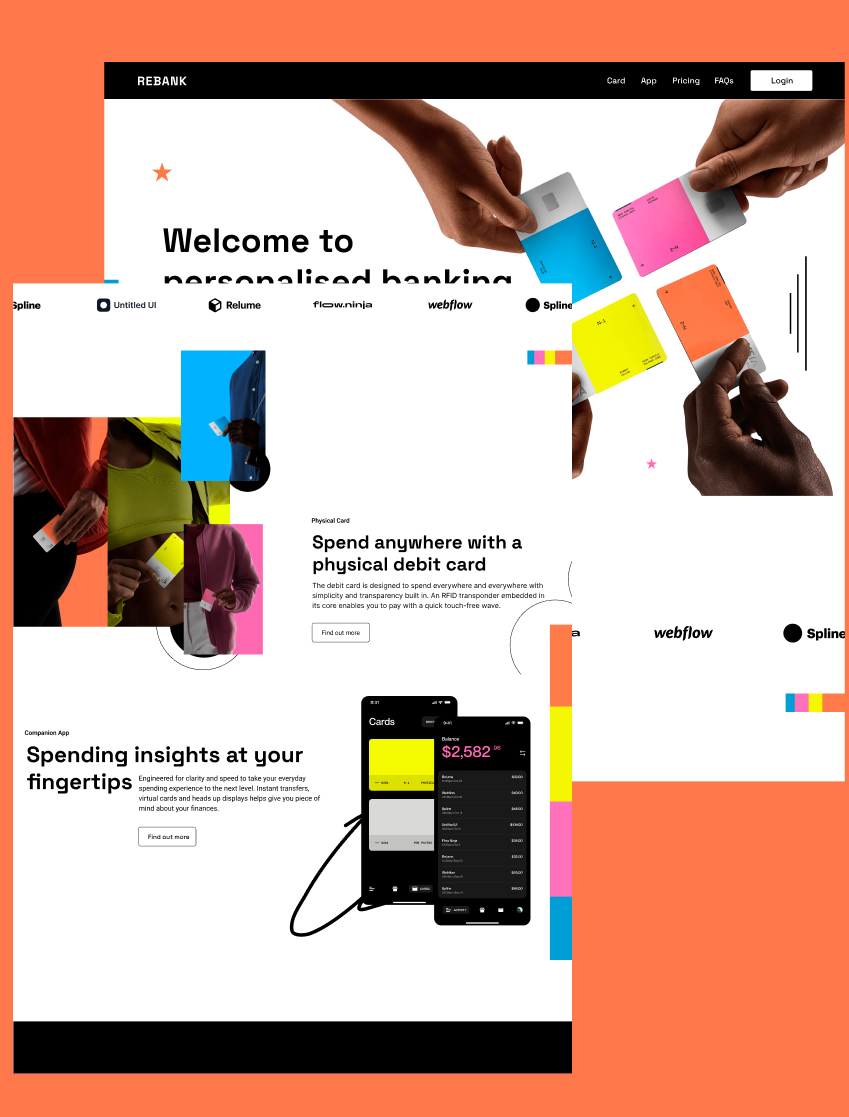 REBANK
Card
App
Pricing
FAQs
Login
Welcome to
personalised banking
Spline
Untitled UI
Relume
flow.ninja
webflow
Spline
Physical Card
Spend anywhere with a
physical debit card
The debit card is designed to spend everywhere and everywhere with
simplicity and transparency built in. An RFID transponder embedded in
its core enables you to pay with a quick touch-free wave.
Find out more
webflow
Spline
Companion App
Spending insights at your
fingertips
Engineered for clarity and speed to take your everyday
spending experience to the next level. Instant transfers,
virtual cards and heads up displays helps give you piece of
mind about your finances.
Find out more
Cards
Balance
$2,582